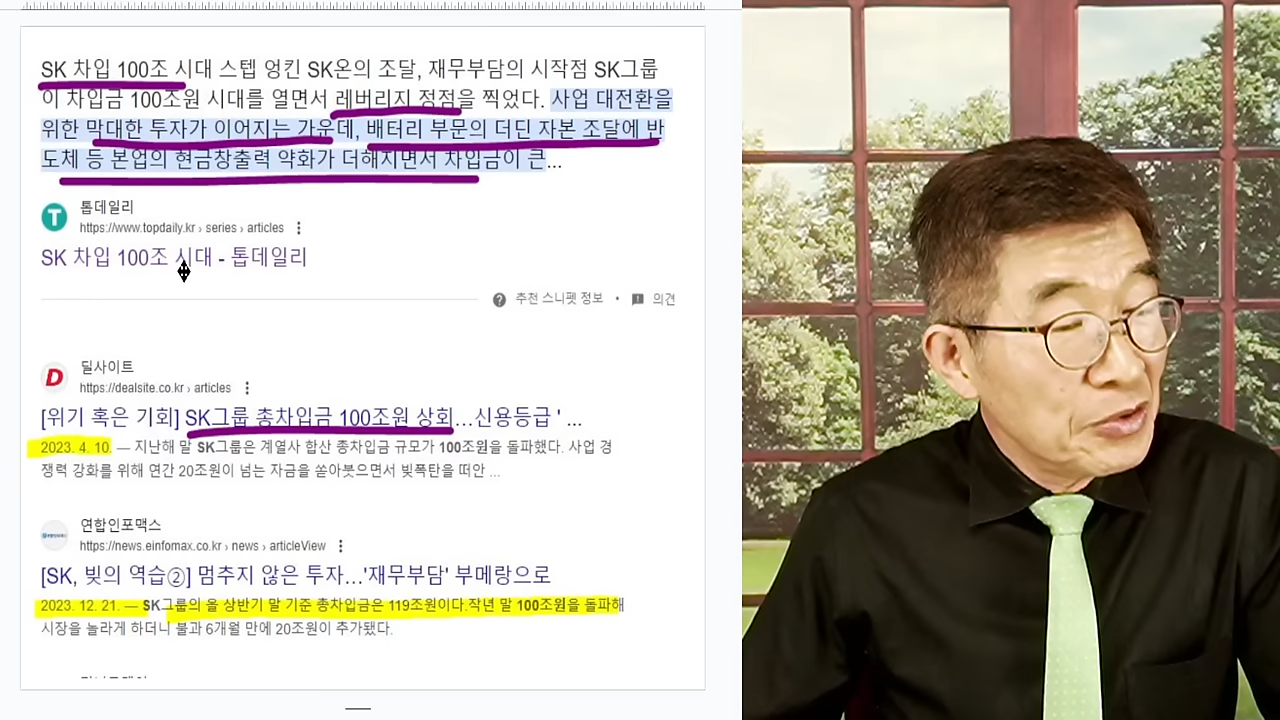 SK 차입 100조 시대 스텝 엉킨 SK온의 조달, 재무부담의 시작점 SK그룹
이 차입금 100조원 시대를 열면서 레버리지 정점을 찍었다. 사업 대전환을
위한 막대한 투자가 이어지는 가운데, 배터리 부문의 더딘 자본 조달에 반
도체 등 본업의 현금창출력 약화가 더해지면서 차입금이 큰...
톱데일리
https://www.topdaily.kr › series › articles
SK 차입 100조 시대 - 톱데일리
추천 스니펫 정보 • 의견
딜사이트
https://dealsite.co.kr › articles
[위기 혹은 기회] SK그룹 총차입금 100조원 상회…신용등급 ' ...
2023. 4. 10. — 지난해 말 SK그룹은 계열사 합산 총차입금 규모가 100조원을 돌파했다. 사업 경
쟁력 강화를 위해 연간 20조원이 넘는 자금을 쏟아붓으면서 빚폭탄을 떠안 ...
연합인포맥스
https://news.einfomax.co.kr › news › articleView
[SK, 빚의 역습②] 멈추지 않은 투자…'재무부담' 부메랑으로
2023. 12. 21. — SK그룹의 올 상반기 말 기준 총차입금은 119조원이다.작년 말 100조원을 돌파해
시장을 놀라게 하더니 불과 6개월 만에 20조원이 추가됐다.